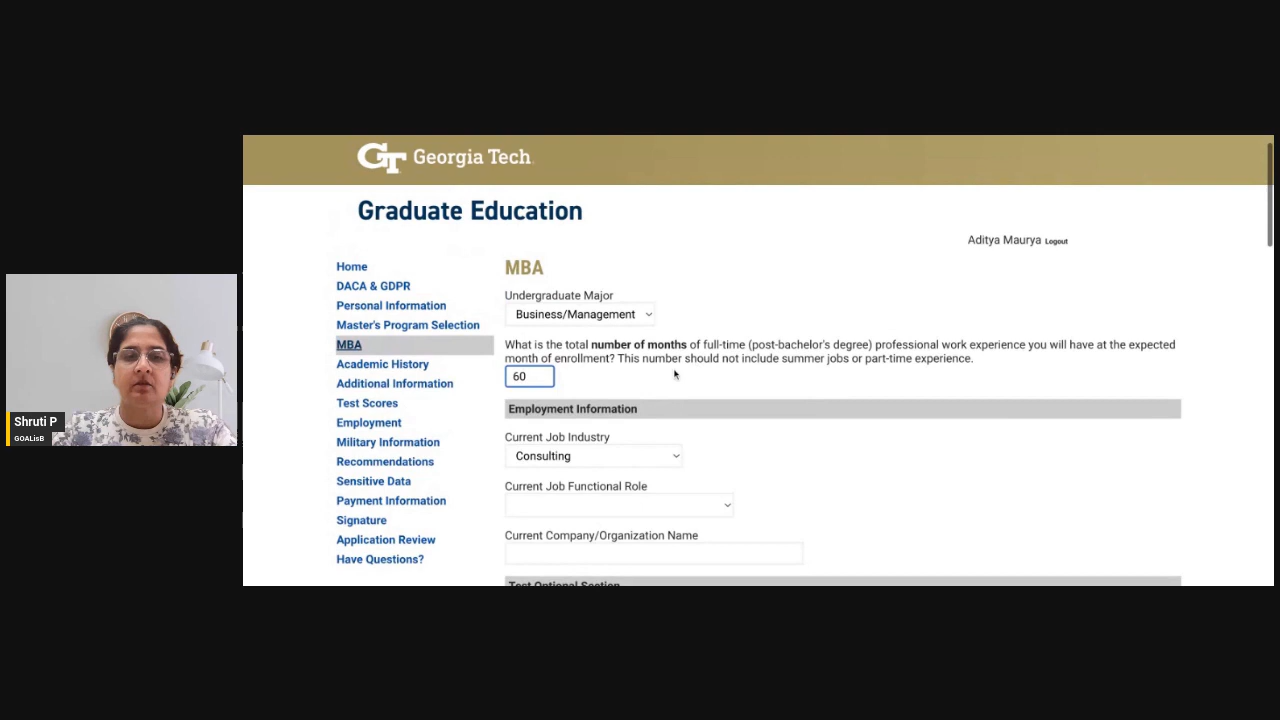 GT Georgia Tech.
Graduate Education
Aditya Maurya Logout
Home
DACA & GDPR
Personal Information
Master's Program Selection
MBA
Academic History
Additional Information
Test Scores
Employment
Military Information
Recommendations
Sensitive Data
Payment Information
Signature
Application Review
Have Questions?
MBA
Undergraduate Major
Business/Management
What is the total number of months of full-time (post-bachelor's degree) professional work experience you will have at the expected
month of enrollment? This number should not include summer jobs or part-time experience.
60
Employment Information
Current Job Industry
Consulting
Current Job Functional Role
Current Company/Organization Name
Test Optional Section
Shruti P
GOALisB